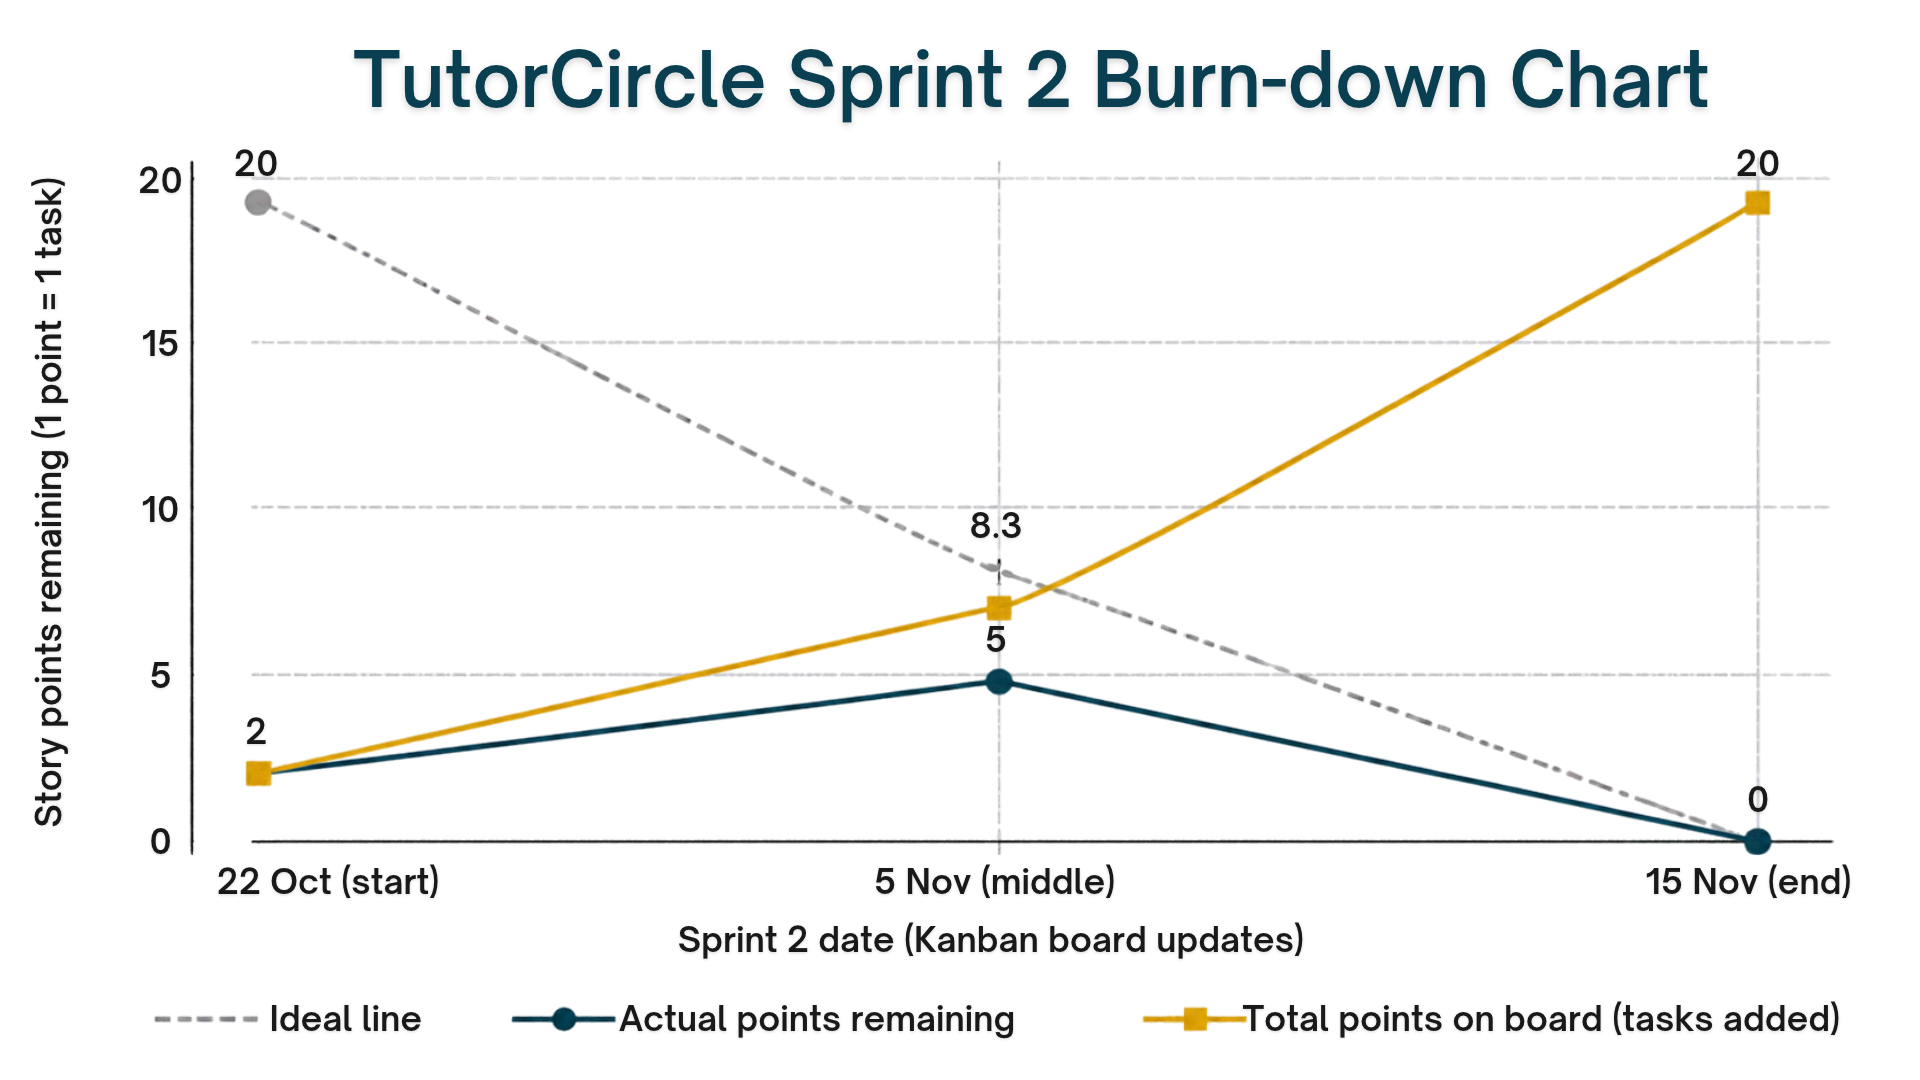 TutorCircle Sprint 2 Burn-down Chart
Story points remaining (1 point = 1 task)
20
15
10
5
0
20
20
8.3
5
2
0
22 Oct (start)
5 Nov (middle)
15 Nov (end)
Sprint 2 date (Kanban board updates)
Ideal line
Actual points remaining
Total points on board (tasks added)